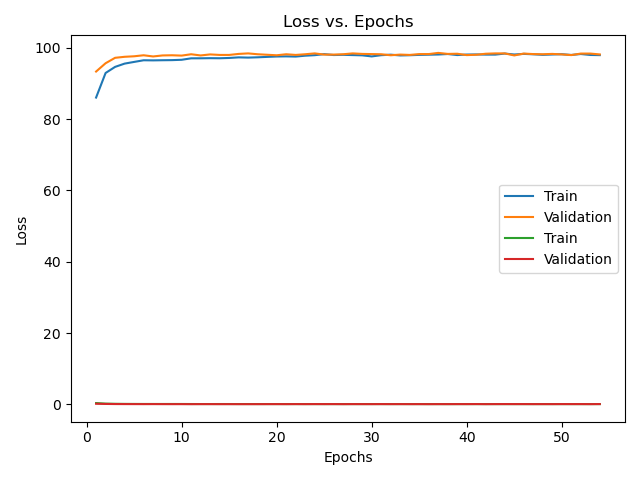 Loss vs. Epochs
100
80
60
40
20
0
Loss
Train
Validation
Train
Validation
0 10 20 30 40 50
Epochs